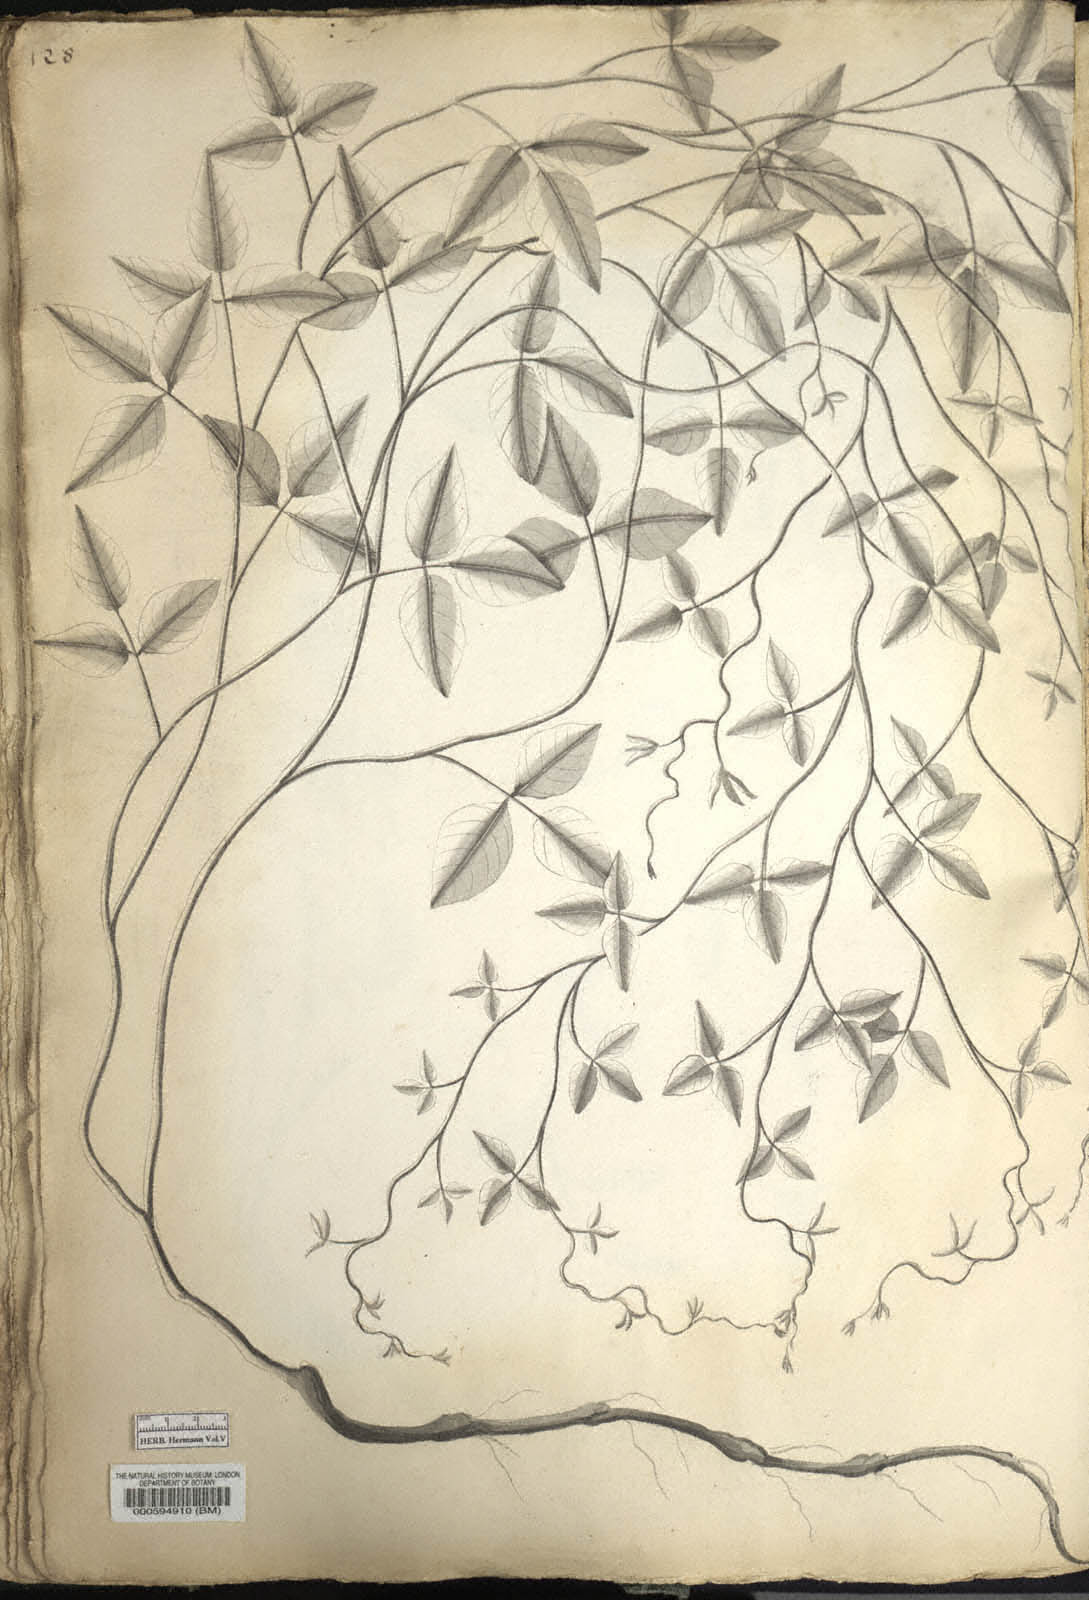 128
HERB. Hermann Vol.V
THE NATURAL HISTORY MUSEUM, LONDON
DEPARTMENT OF BOTANY
000594910 (BM)